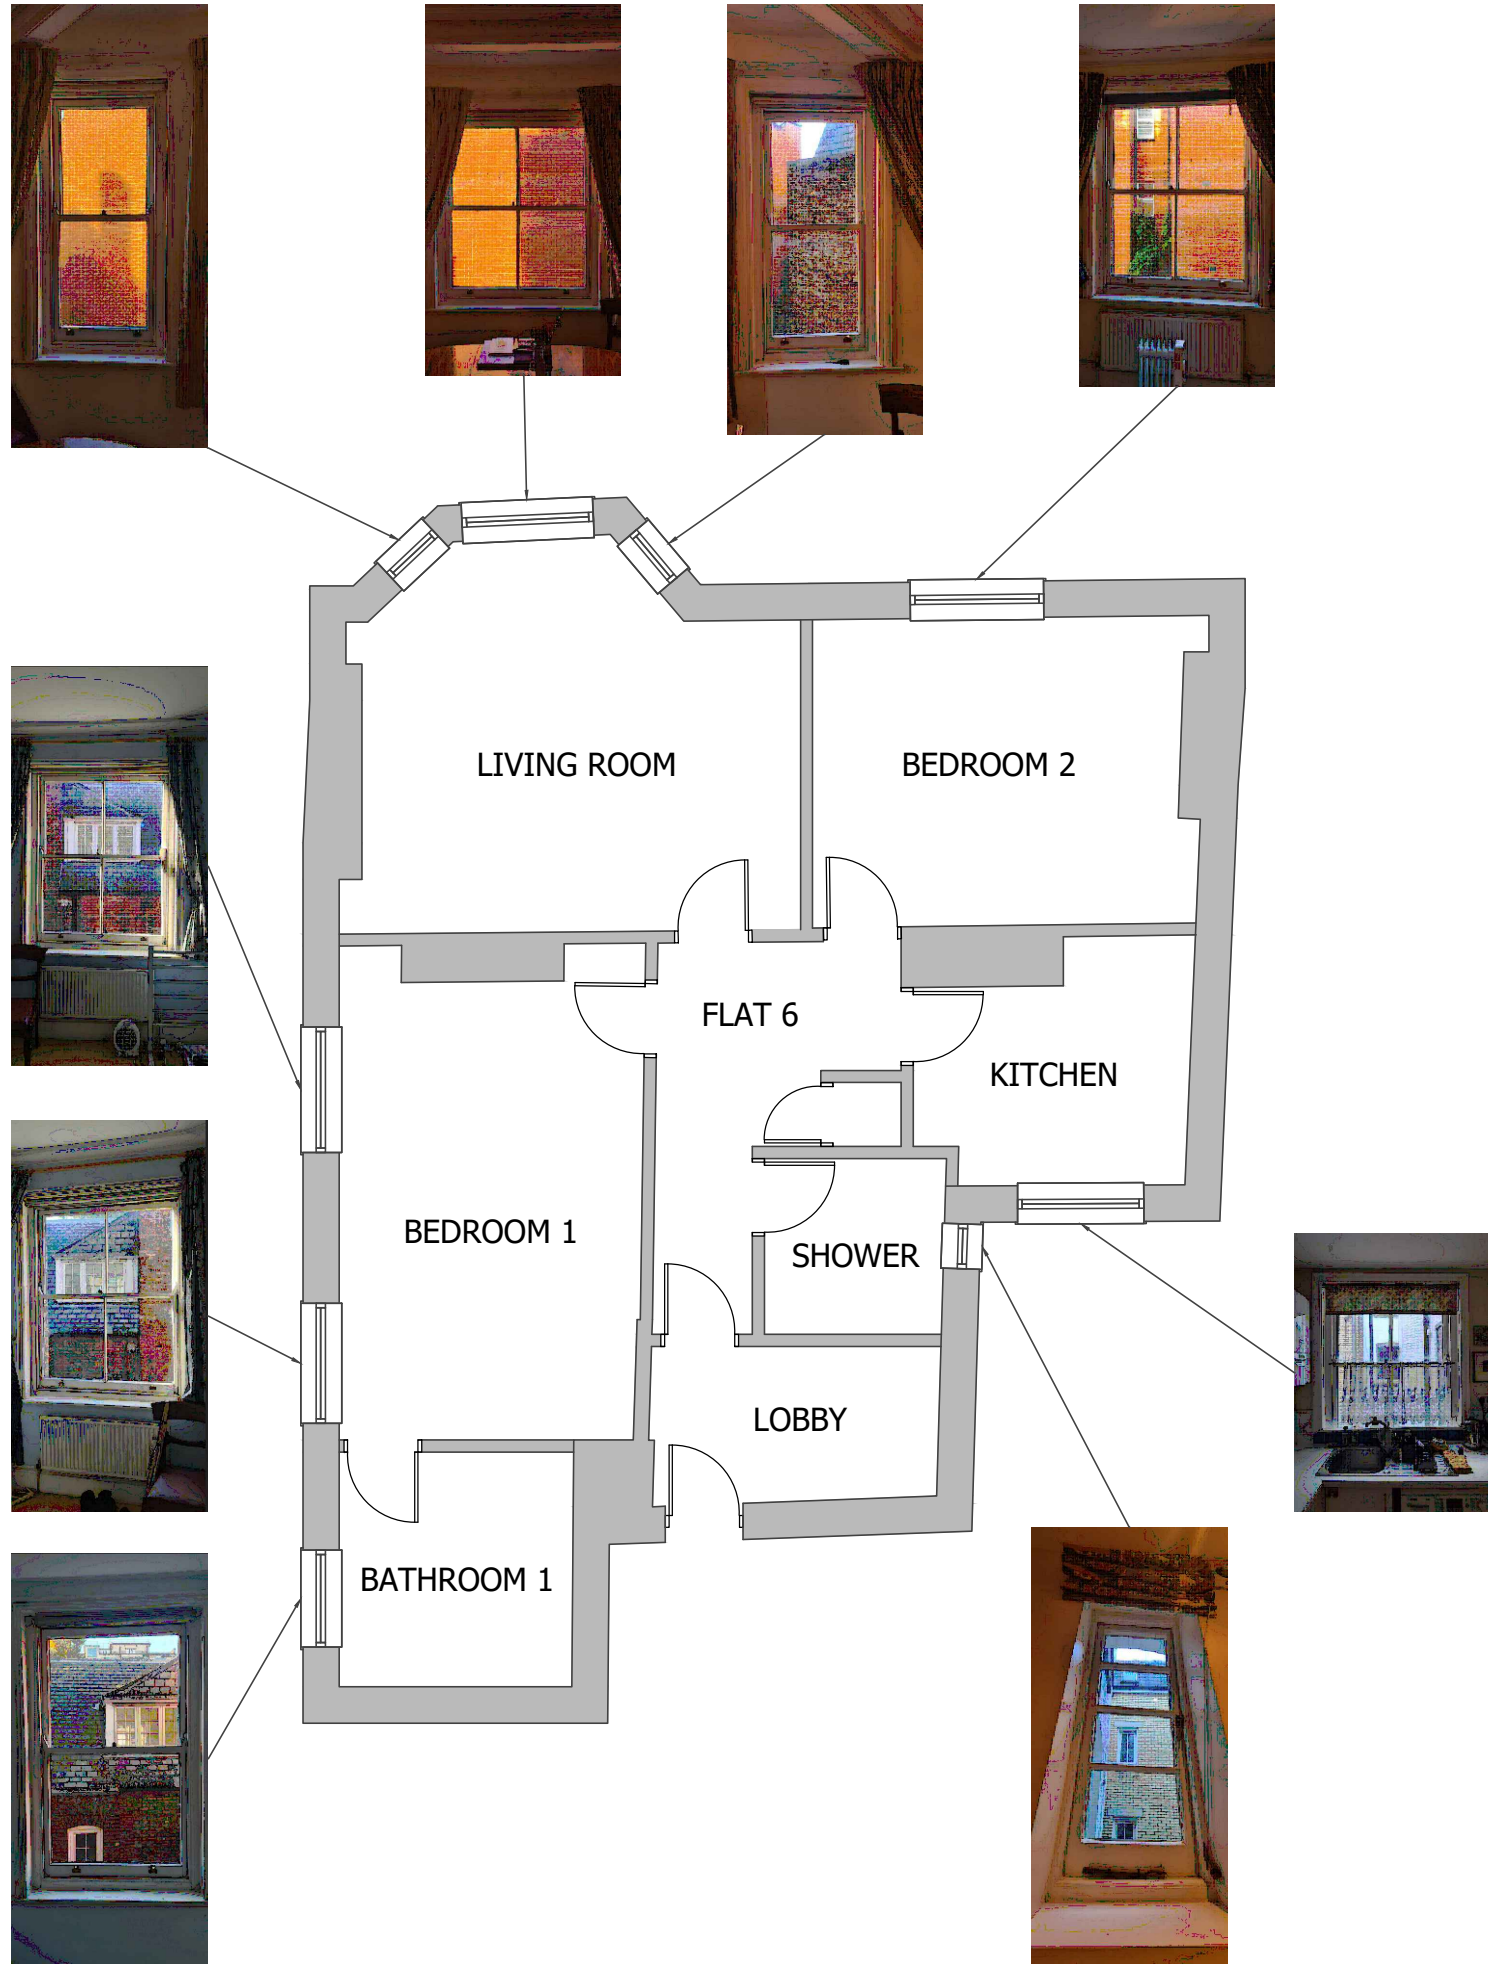 LIVING ROOM
BEDROOM 2
FLAT 6
KITCHEN
BEDROOM 1
SHOWER
LOBBY
BATHROOM 1